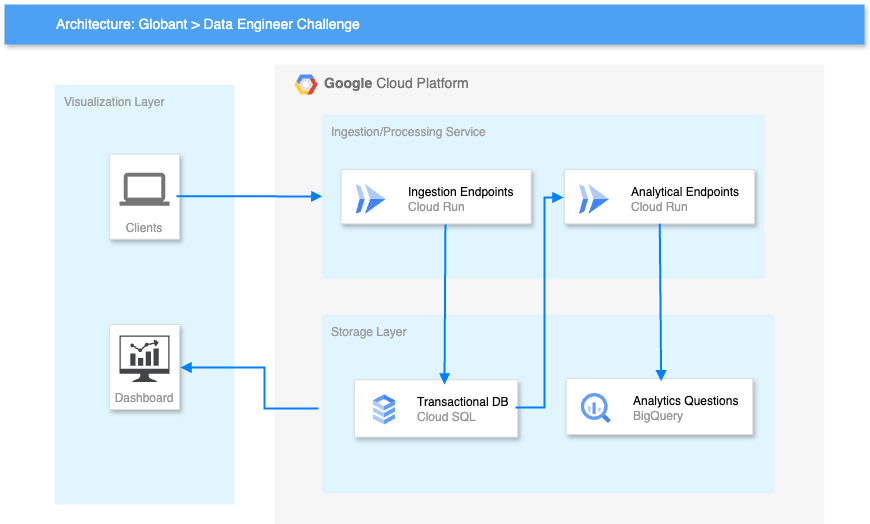 Architecture: Globant > Data Engineer Challenge
Visualization Layer
Google Cloud Platform
Ingestion/Processing Service
Clients
Ingestion Endpoints
Cloud Run
Analytical Endpoints
Cloud Run
Storage Layer
Dashboard
Transactional DB
Cloud SQL
Analytics Questions
BigQuery